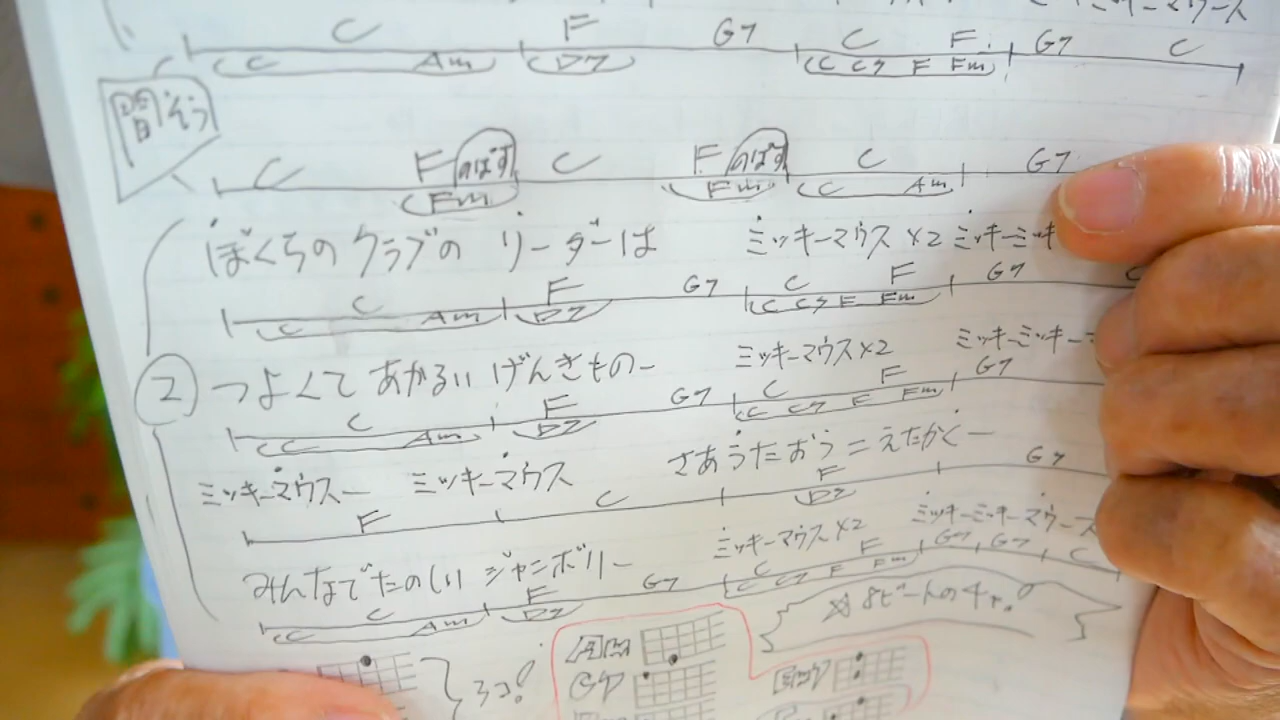 C F G7 C F G7 C
C Am D7 C C7 F Fm
間そう
C F のばす C F のばす C G7
Fm Fm C Am
ぼくらのクラブの リーダーは ミッキーマウス×2 ミッキーミッキ
C F G7 C F G7 C
C Am D7 C C7 F Fm
② つよくて あかるい げんきものー ミッキーマウス×2 ミッキーミッキー
C F G7 C F G7
C Am D7 C C7 F Fm
ミッキーマウスー ミッキーマウス さあうたおう こえたかくー
F C F G7
D7
みんなでたのしい ジャンボリー ミッキーマウス×2 ミッキーミッキーマウース
C F G7 C F G7 G7 C
C Am D7 C C7 F Fm
8ビートの
G7